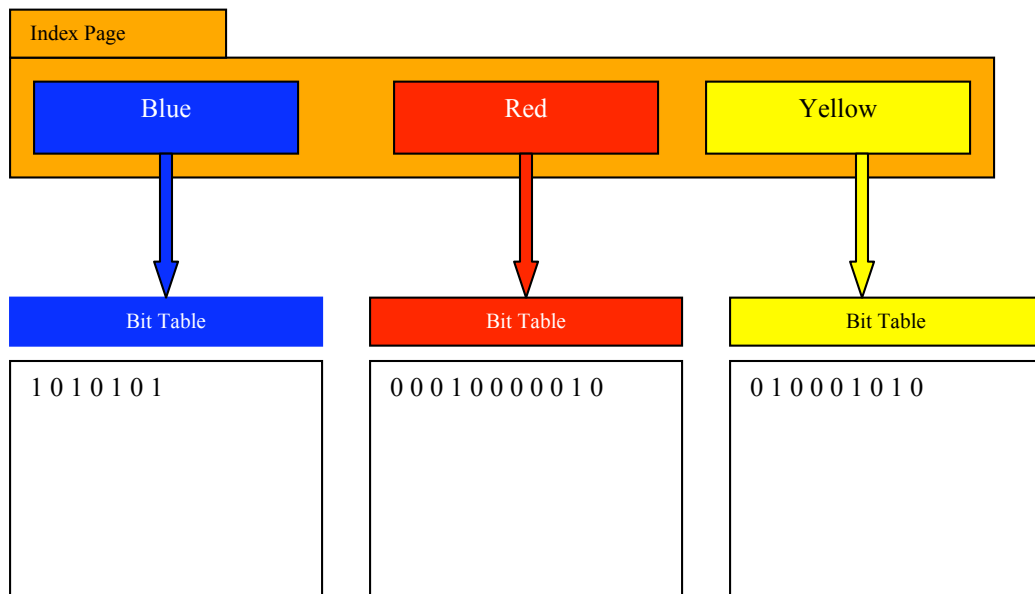 Index Page
Blue Red Yellow
Bit Table Bit Table Bit Table
1 0 1 0 1 0 1 0 0 0 1 0 0 0 0 0 1 0 0 1 0 0 0 1 0 1 0